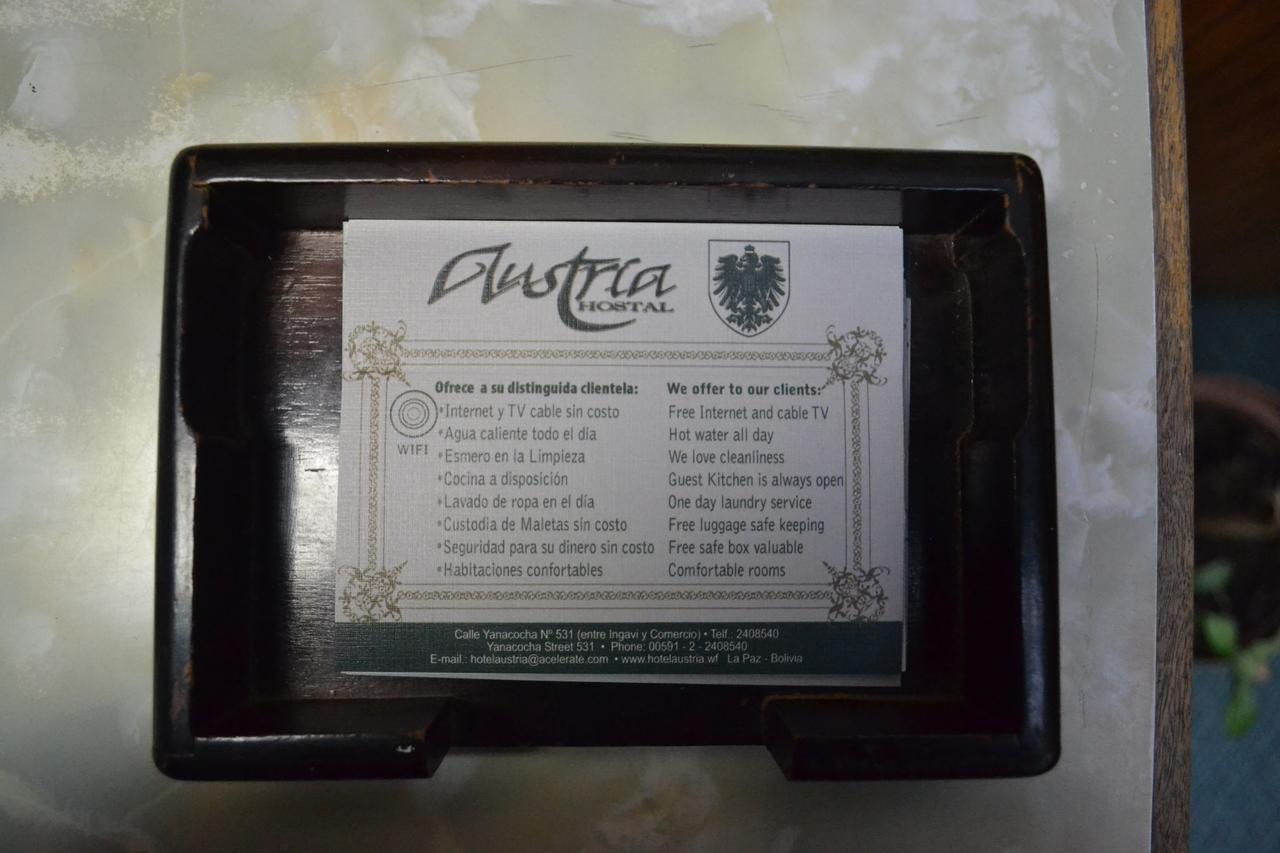 Austria
HOSTAL
Ofrece a su distinguida clientela:
•Internet y TV cable sin costo
•Agua caliente todo el día
•Esmero en la Limpieza
•Cocina a disposición
•Lavado de ropa en el día
•Custodia de Maletas sin costo
•Seguridad para su dinero sin costo
•Habitaciones confortables
WIFI
We offer to our clients:
Free Internet and cable TV
Hot water all day
We love cleanliness
Guest Kitchen is always open
One day laundry service
Free luggage safe keeping
Free safe box valuable
Comfortable rooms
Calle Yanacocha Nº 531 (entre Ingavi y Comercio) • Telf.: 2408540
Yanacocha Street 531 • Phone: 00591 - 2 - 2408540
E-mail.: hotelaustria@acelerate.com • www.hotelaustria.wf La Paz - Bolivia